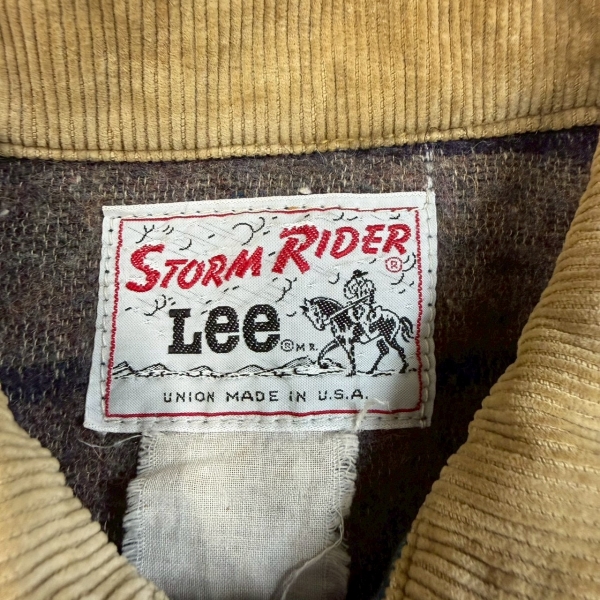 STORM RIDER ®
Lee ® M.R.
UNION MADE IN U.S.A.